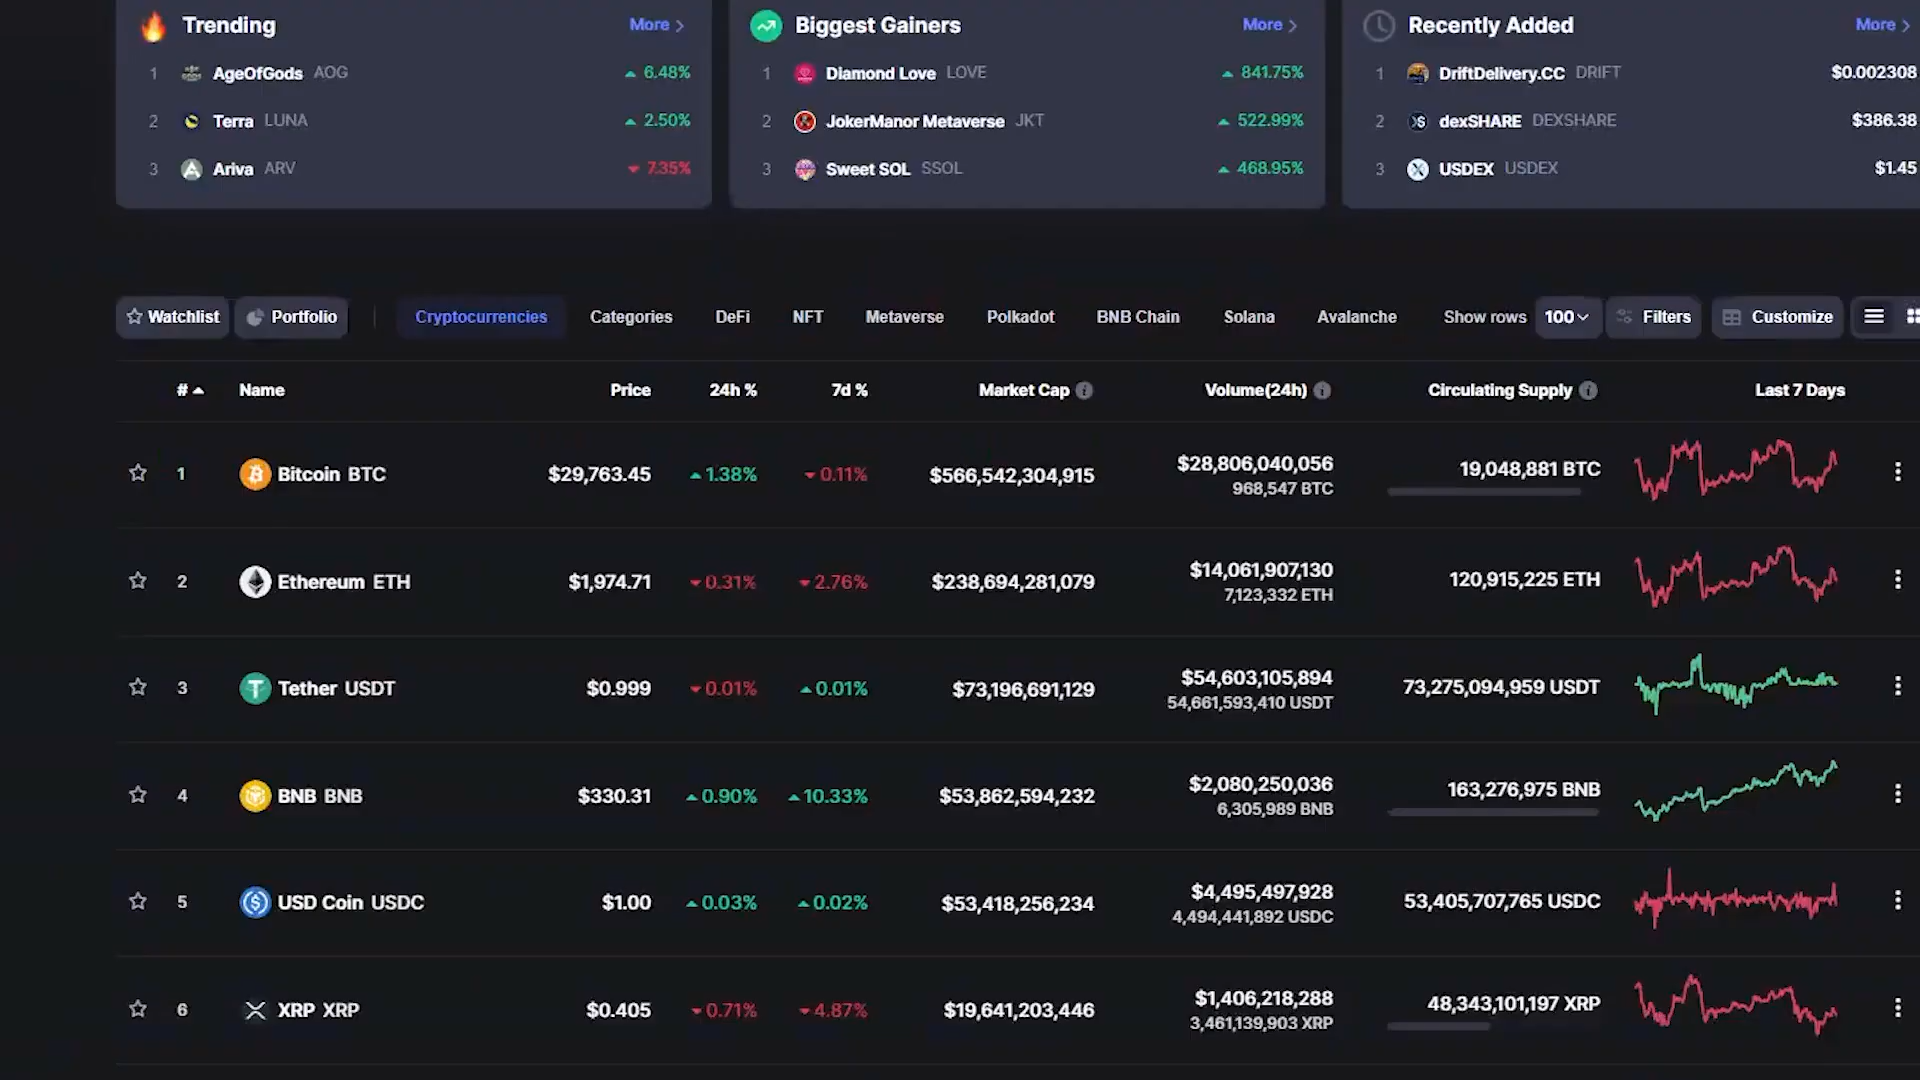 Trending More >
1 AgeOfGods AOG 6.48%
2 Terra LUNA 2.50%
3 Ariva ARV 7.35%
Biggest Gainers More >
1 Diamond Love LOVE 841.75%
2 JokerManor Metaverse JKT 522.99%
3 Sweet SOL SSOL 468.95%
Recently Added More >
1 DriftDelivery.CC DRIFT $0.002308
2 dexSHARE DEXSHARE $386.38
3 USDEX USDEX $1.45
Watchlist Portfolio Cryptocurrencies Categories DeFi NFT Metaverse Polkadot BNB Chain Solana Avalanche Show rows 100 Filters Customize
# Name Price 24h % 7d % Market Cap Volume(24h) Circulating Supply Last 7 Days
1 Bitcoin BTC $29,763.45 1.38% 0.11% $566,542,304,915 $28,806,040,056 19,048,881 BTC
968,547 BTC
2 Ethereum ETH $1,974.71 0.31% 2.76% $238,694,281,079 $14,061,907,130 120,915,225 ETH
7,123,332 ETH
3 Tether USDT $0.999 0.01% 0.01% $73,196,691,129 $54,603,105,894 73,275,094,959 USDT
54,661,593,410 USDT
4 BNB BNB $330.31 0.90% 10.33% $53,862,594,232 $2,080,250,036 163,276,975 BNB
6,305,989 BNB
5 USD Coin USDC $1.00 0.03% 0.02% $53,418,256,234 $4,495,497,928 53,405,707,765 USDC
4,494,441,892 USDC
6 XRP XRP $0.405 0.71% 4.87% $19,641,203,446 $1,406,218,288 48,343,101,197 XRP
3,461,139,903 XRP